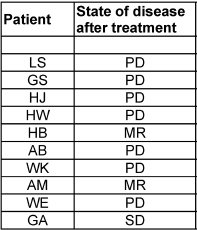 Patient State of disease
after treatment
LS PD
GS PD
HJ PD
HW PD
HB MR
AB PD
WK PD
AM MR
WE PD
GA SD